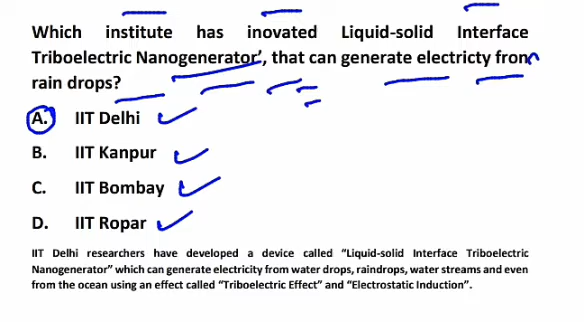 Which institute has inovated Liquid-solid Interface
Triboelectric Nanogenerator', that can generate electricty from
rain drops?
A. IIT Delhi
B. IIT Kanpur
C. IIT Bombay
D. IIT Ropar
IIT Delhi researchers have developed a device called “Liquid-solid Interface Triboelectric
Nanogenerator” which can generate electricity from water drops, raindrops, water streams and even
from the ocean using an effect called “Triboelectric Effect” and “Electrostatic Induction”.